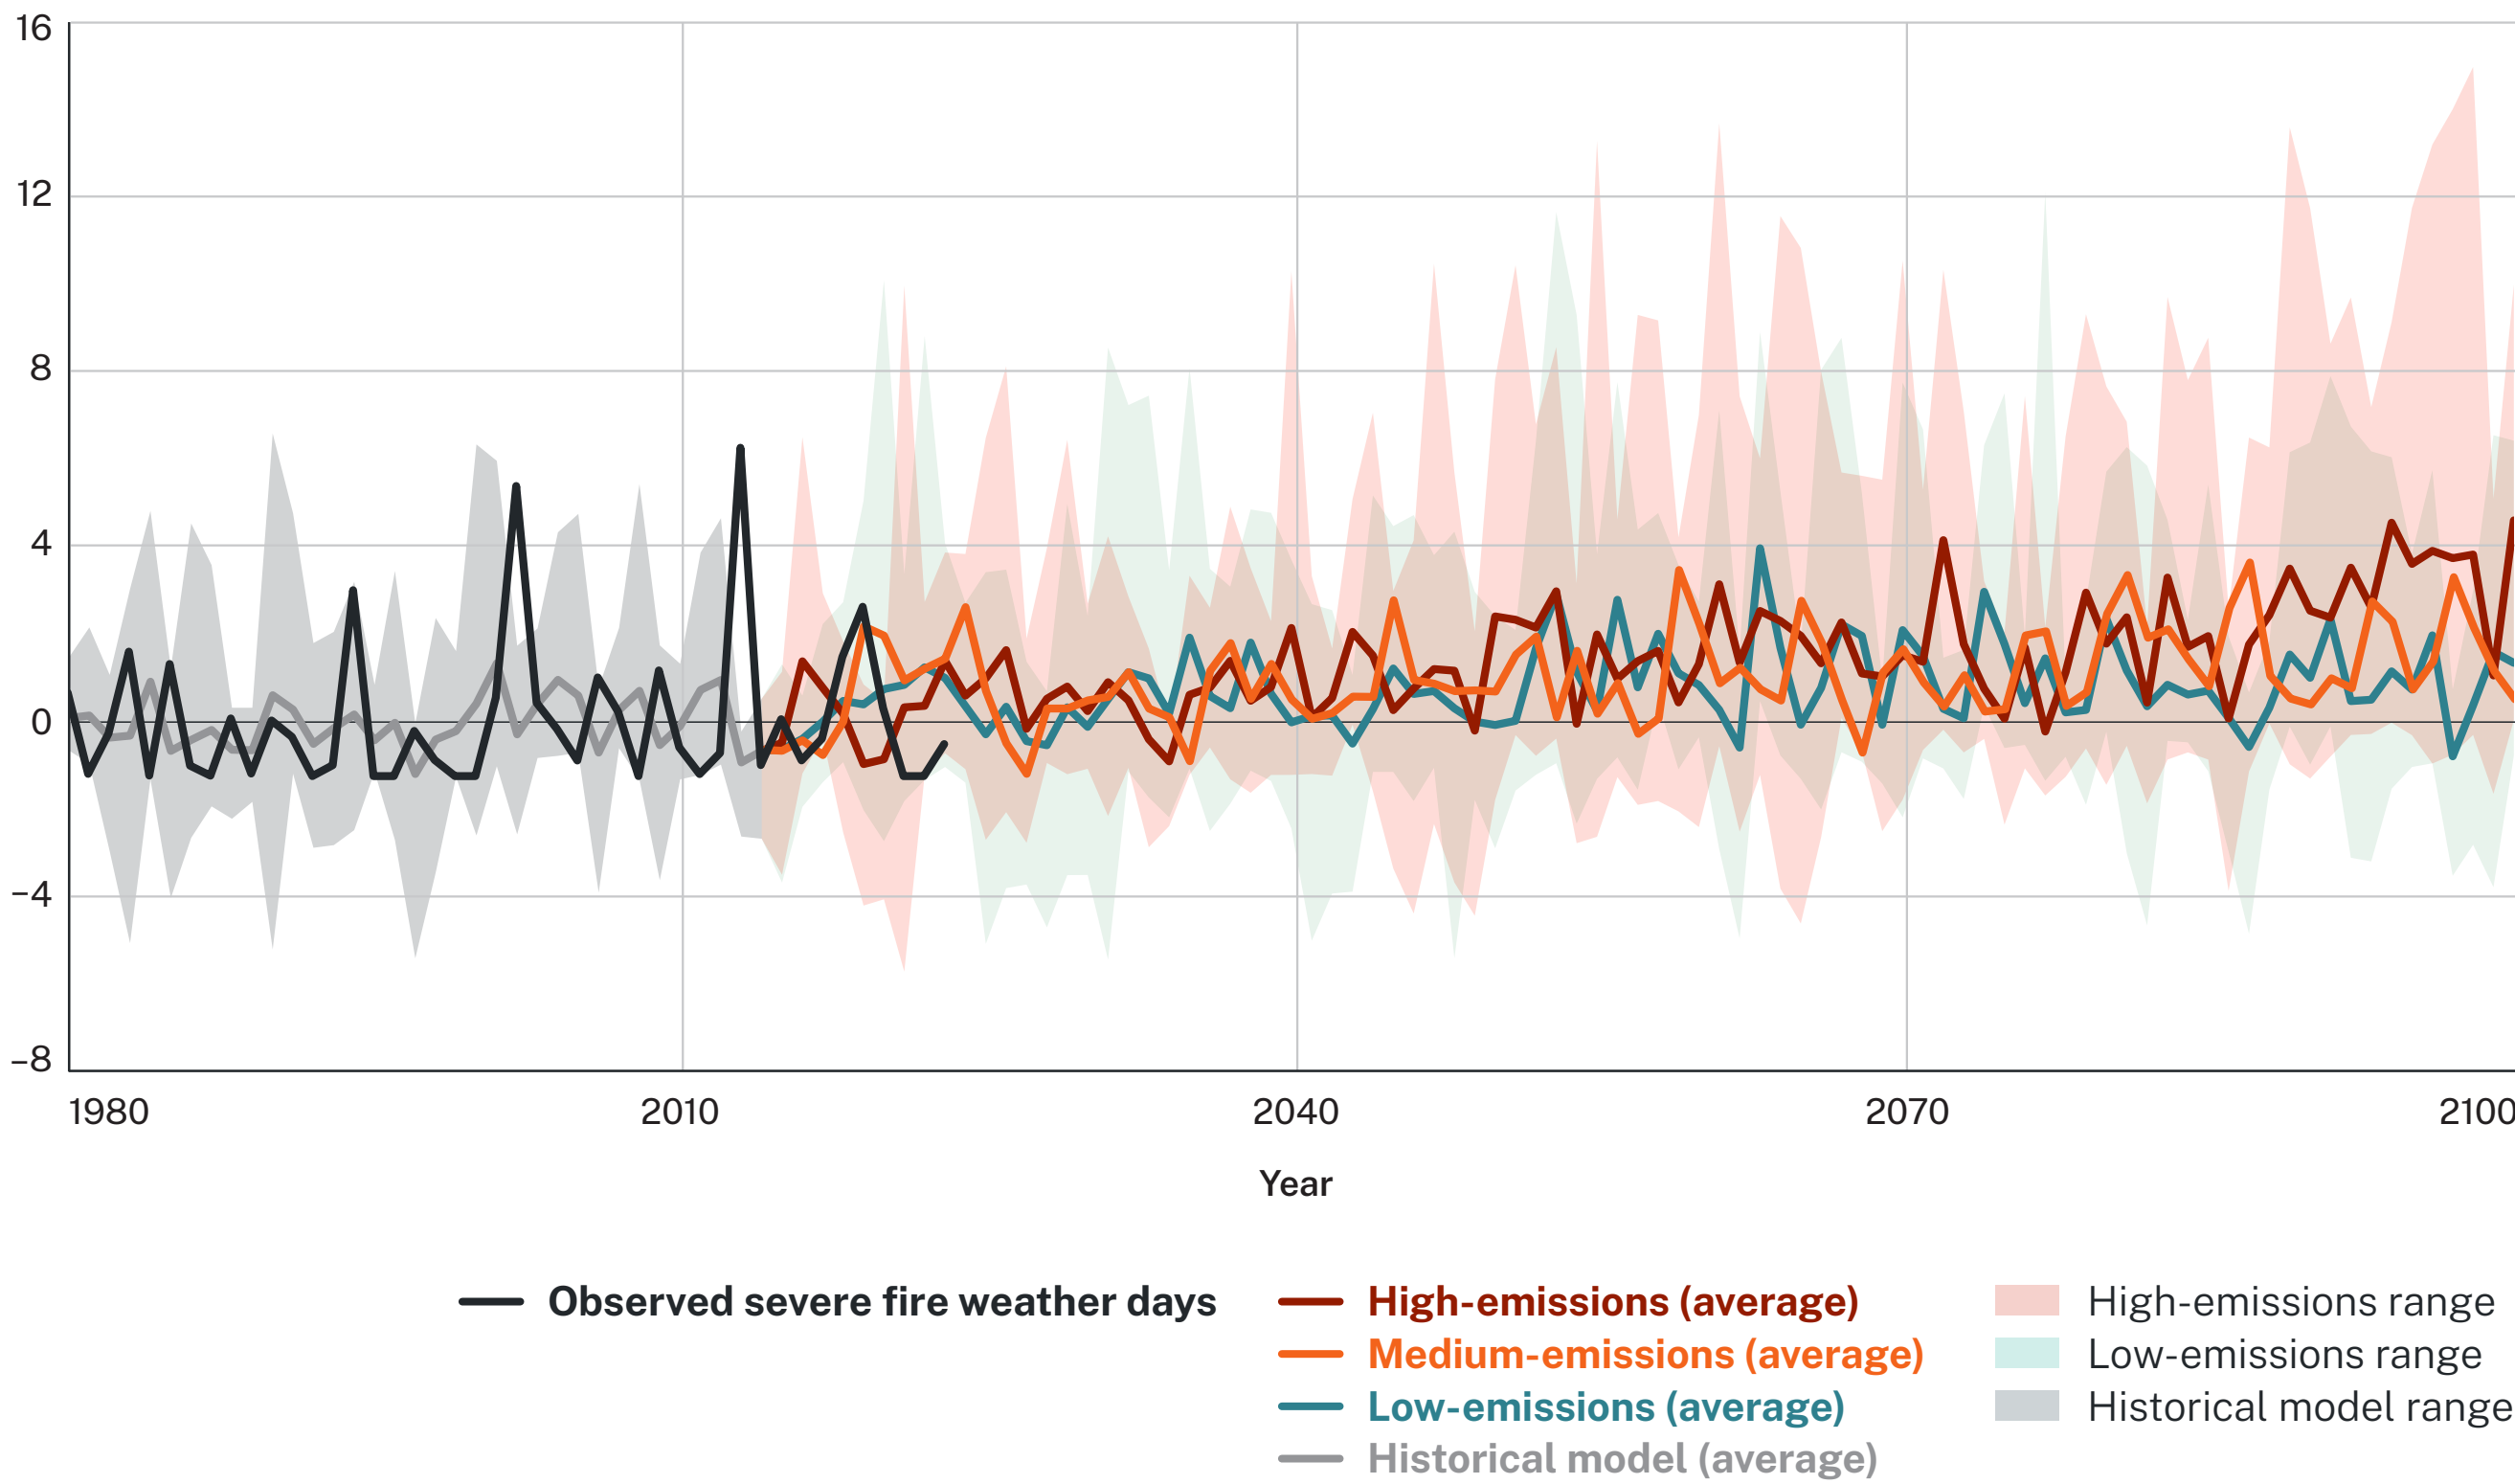 16
12
8
4
0
−4
−8
1980 2010 2040 2070 2100
Year
Observed severe fire weather days
High-emissions (average)
Medium-emissions (average)
Low-emissions (average)
Historical model (average)
High-emissions range
Low-emissions range
Historical model range